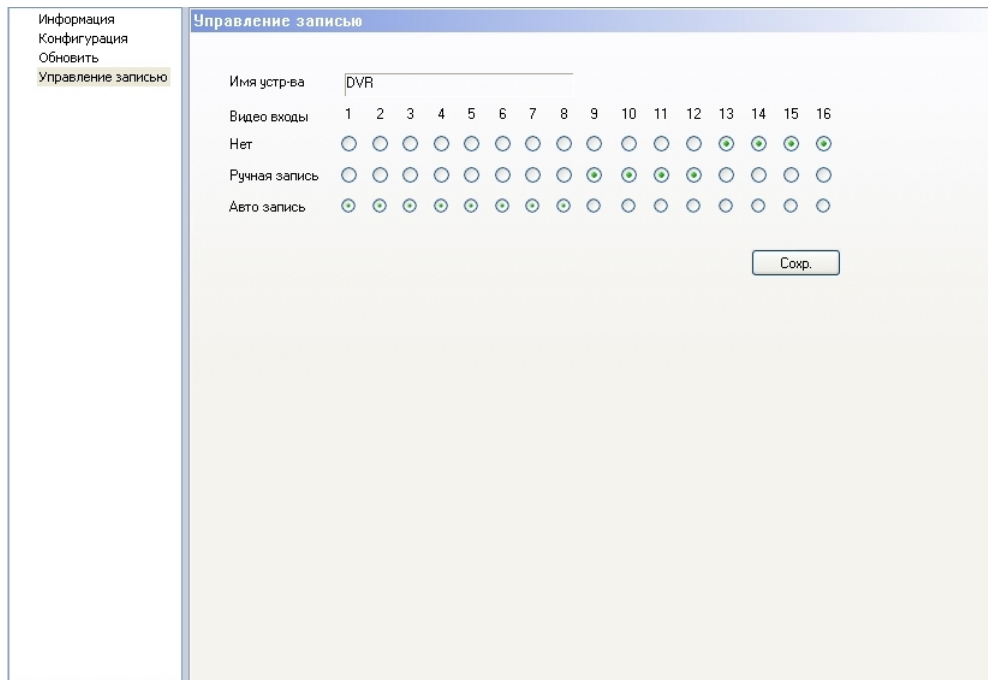 Информация
Конфигурация
Обновить
Управление записью
Управление записью
Имя устр-ва DVR
Видео входы 1 2 3 4 5 6 7 8 9 10 11 12 13 14 15 16
Нет
Ручная запись
Авто запись
Сохр.